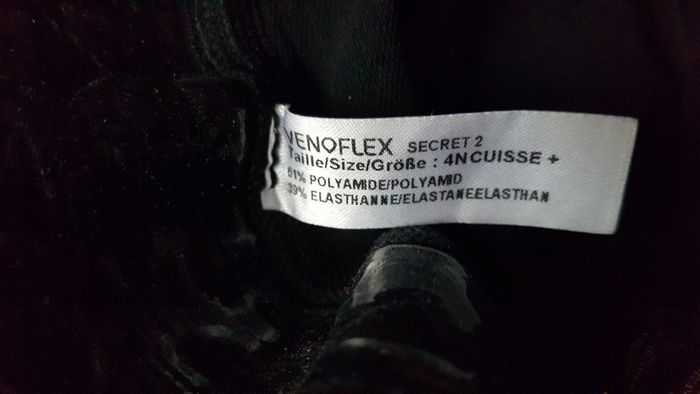 VENOFLEX SECRET 2
Taille/Size/Größe : 4NCUISSE +
61% POLYAMIDE/POLYAMID
39% ELASTHANNE/ELASTANEELASTHAN